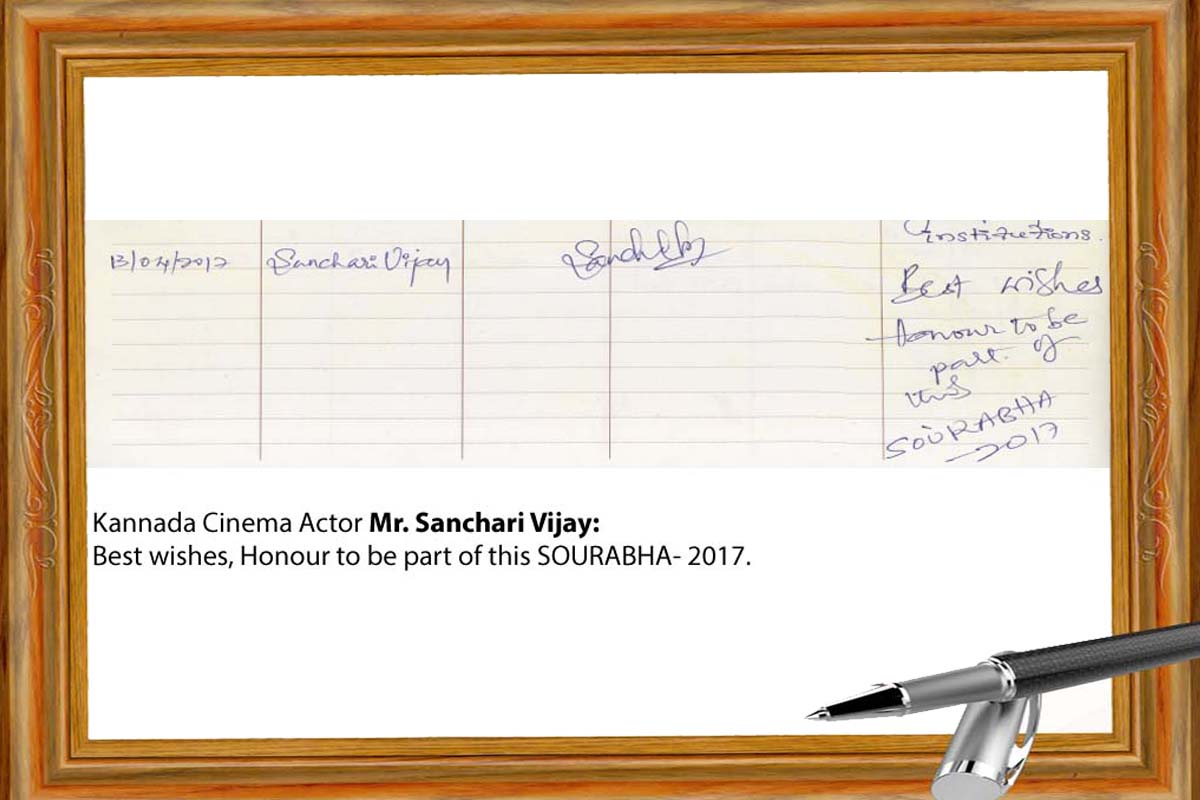 institutions.
13/04/2017 Sanchari Vijay
Best wishes
Honour to be
part of
this
SOURABHA
-2017
Kannada Cinema Actor Mr. Sanchari Vijay:
Best wishes, Honour to be part of this SOURABHA- 2017.